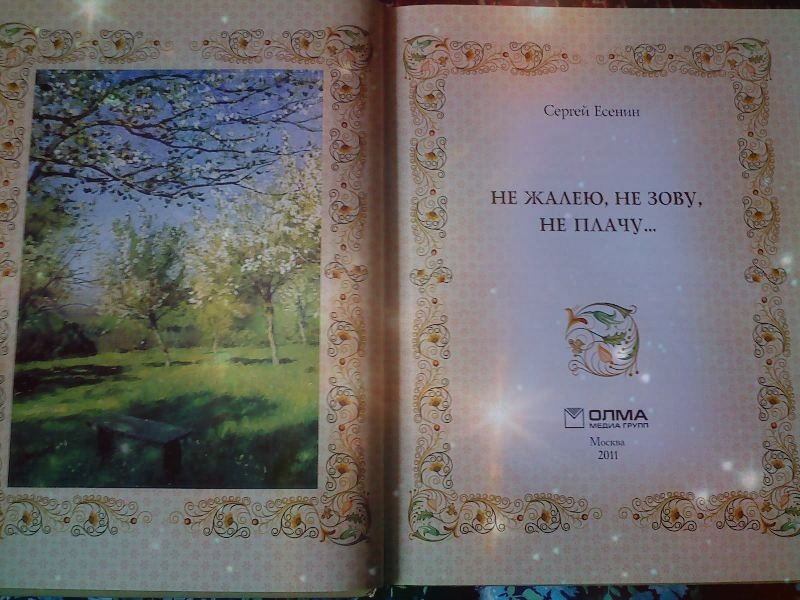 Сергей Есенин
НЕ ЖАЛЕЮ, НЕ ЗОВУ,
НЕ ПЛАЧУ...
ОЛМА
МЕДИА ГРУПП
Москва
2011